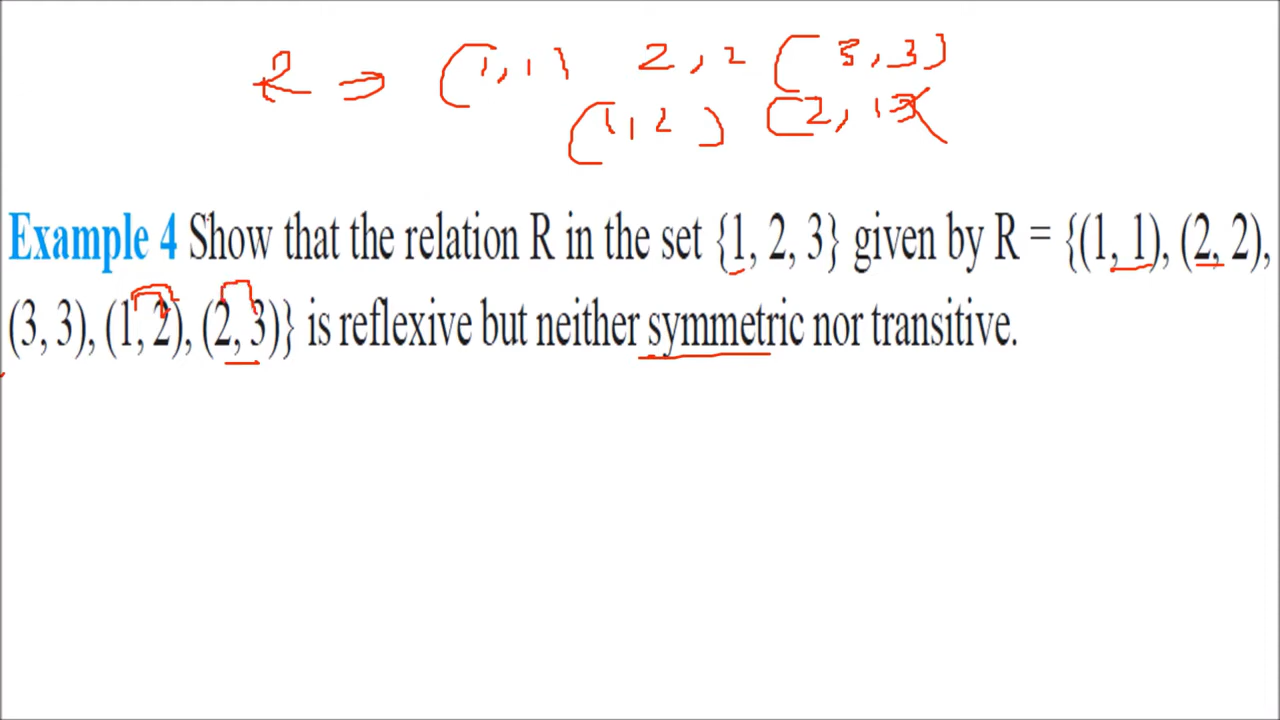 R ⇒ (1,1) 2,2 (3,3)
(1,2) (2,1
Example 4 Show that the relation R in the set {1, 2, 3} given by R = {(1, 1), (2, 2),
(3, 3), (1, 2), (2, 3)} is reflexive but neither symmetric nor transitive.